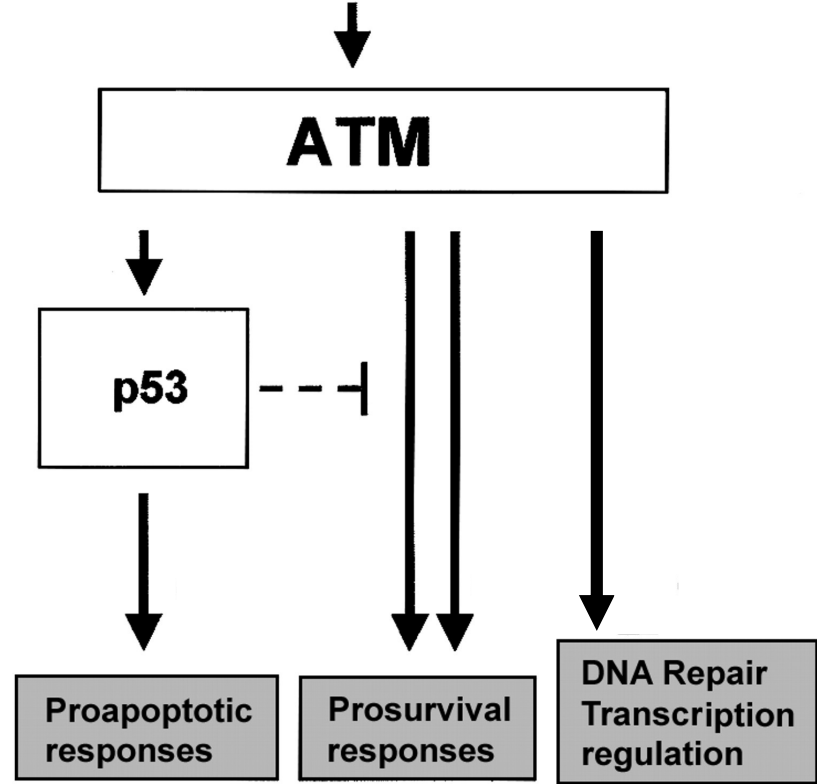 ATM
p53
Proapoptotic
responses
Prosurvival
responses
DNA Repair
Transcription
regulation